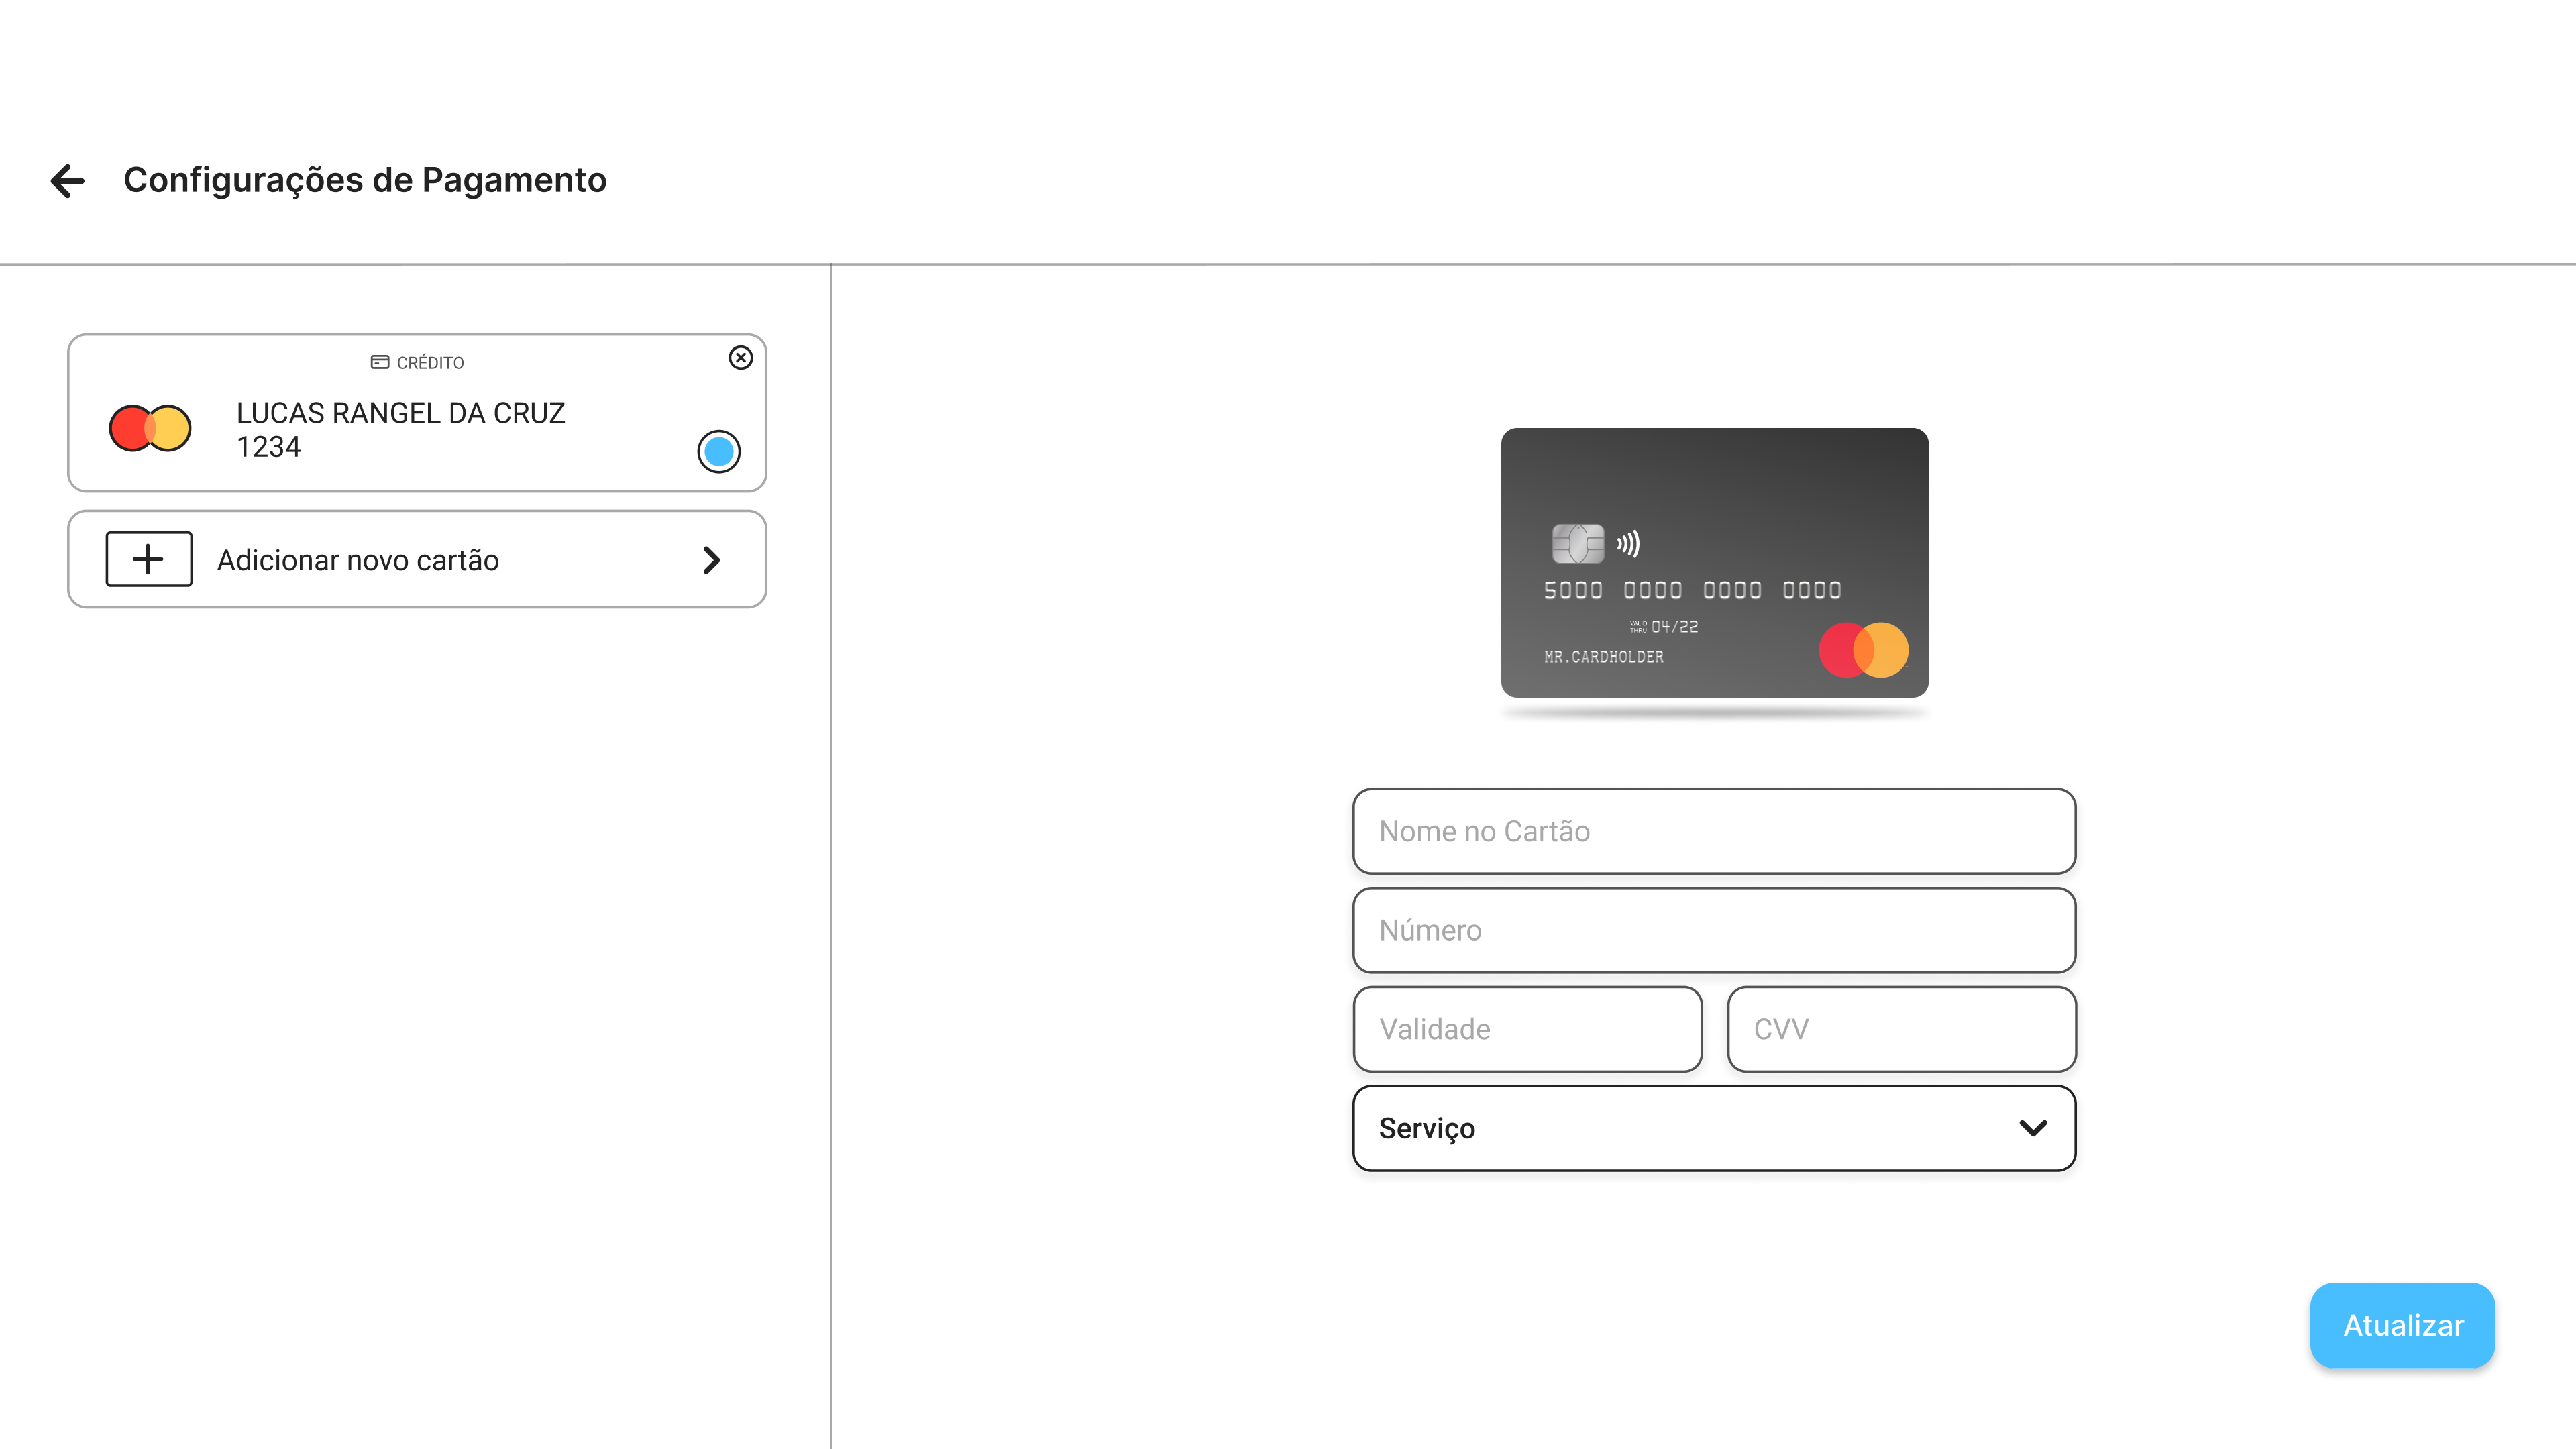 Configurações de Pagamento
CRÉDITO
LUCAS RANGEL DA CRUZ
1234
Adicionar novo cartão
5000 0000 0000 0000
VALID THRU 04/22
MR.CARDHOLDER
Nome no Cartão
Número
Validade
CVV
Serviço
Atualizar